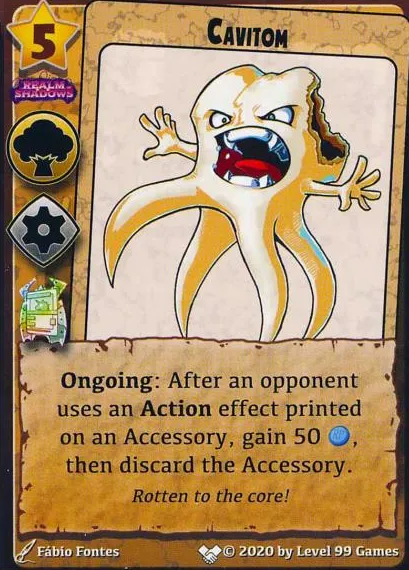 5
CAVITOM
REALM OF SHADOWS
Ongoing: After an opponent
uses an Action effect printed
on an Accessory, gain 50 ,
then discard the Accessory.
Rotten to the core!
Fábio Fontes
© 2020 by Level 99 Games